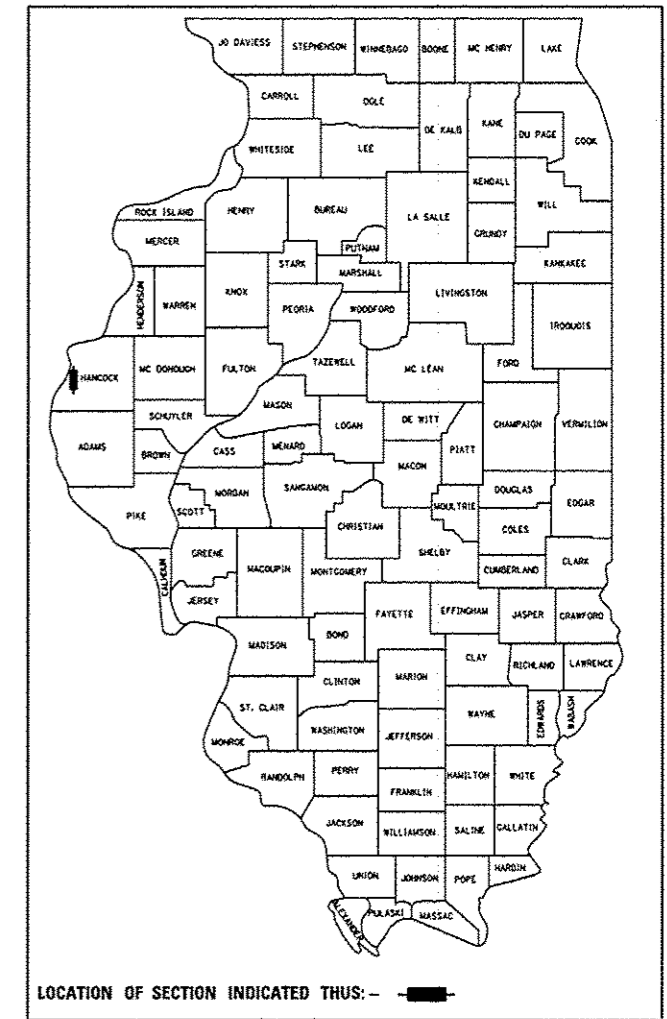 JO DAVIESS STEPHENSON WINNEBAGO BOONE MC HENRY LAKE
CARROLL OGLE DE KALB KANE DU PAGE COOK
WHITESIDE LEE KENDALL
ROCK ISLAND HENRY BUREAU LA SALLE GRUNDY WILL
MERCER PUTNAM
STARK MARSHALL KANKAKEE
HENDERSON WARREN KNOX PEORIA WOODFORD LIVINGSTON IROQUOIS
HANCOCK MC DONOUGH FULTON TAZEWELL MC LEAN FORD
SCHUYLER MASON LOGAN DE WITT CHAMPAIGN VERMILION
ADAMS BROWN CASS MENARD MACON PIATT
PIKE SCOTT MORGAN SANGAMON MOULTRIE DOUGLAS EDGAR
CHRISTIAN COLES
CALHOUN GREENE MACOUPIN MONTGOMERY SHELBY CUMBERLAND CLARK
JERSEY FAYETTE EFFINGHAM JASPER CRAWFORD
MADISON BOND
CLINTON MARION CLAY RICHLAND LAWRENCE
ST. CLAIR WASHINGTON JEFFERSON WAYNE EDWARDS WABASH
MONROE
RANDOLPH PERRY FRANKLIN HAMILTON WHITE
JACKSON WILLIAMSON SALINE GALLATIN
UNION JOHNSON POPE HARDIN
ALEXANDER PULASKI MASSAC
LOCATION OF SECTION INDICATED THUS: -